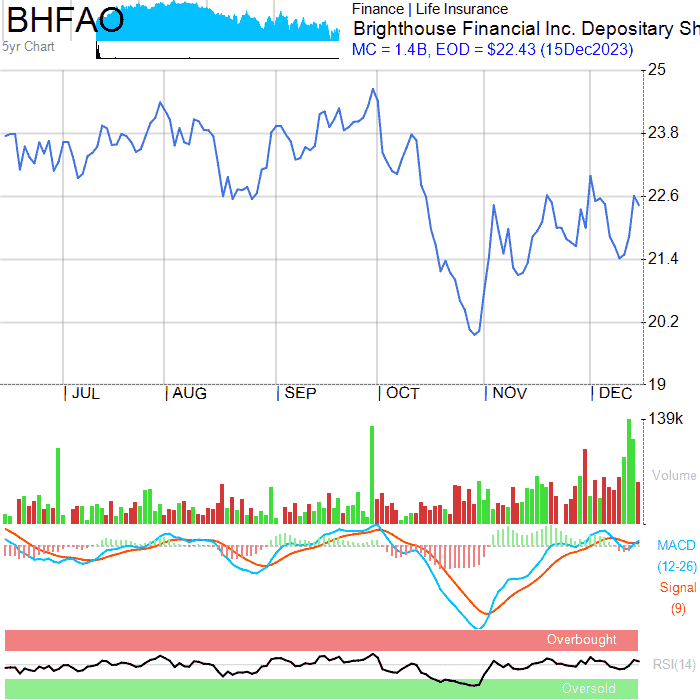 BHFAO
5yr Chart
Finance | Life Insurance
Brighthouse Financial Inc. Depositary Sh
MC = 1.4B, EOD = $22.43 (15Dec2023)
25
23.8
22.6
21.4
20.2
19
JUL AUG SEP OCT NOV DEC
139k
Volume
MACD
(12-26)
Signal
(9)
Overbought
RSI(14)
Oversold